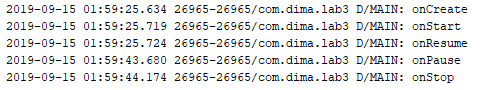 2019-09-15 01:59:25.634 26965-26965/com.dima.lab3 D/MAIN: onCreate
2019-09-15 01:59:25.719 26965-26965/com.dima.lab3 D/MAIN: onStart
2019-09-15 01:59:25.724 26965-26965/com.dima.lab3 D/MAIN: onResume
2019-09-15 01:59:43.680 26965-26965/com.dima.lab3 D/MAIN: onPause
2019-09-15 01:59:44.174 26965-26965/com.dima.lab3 D/MAIN: onStop